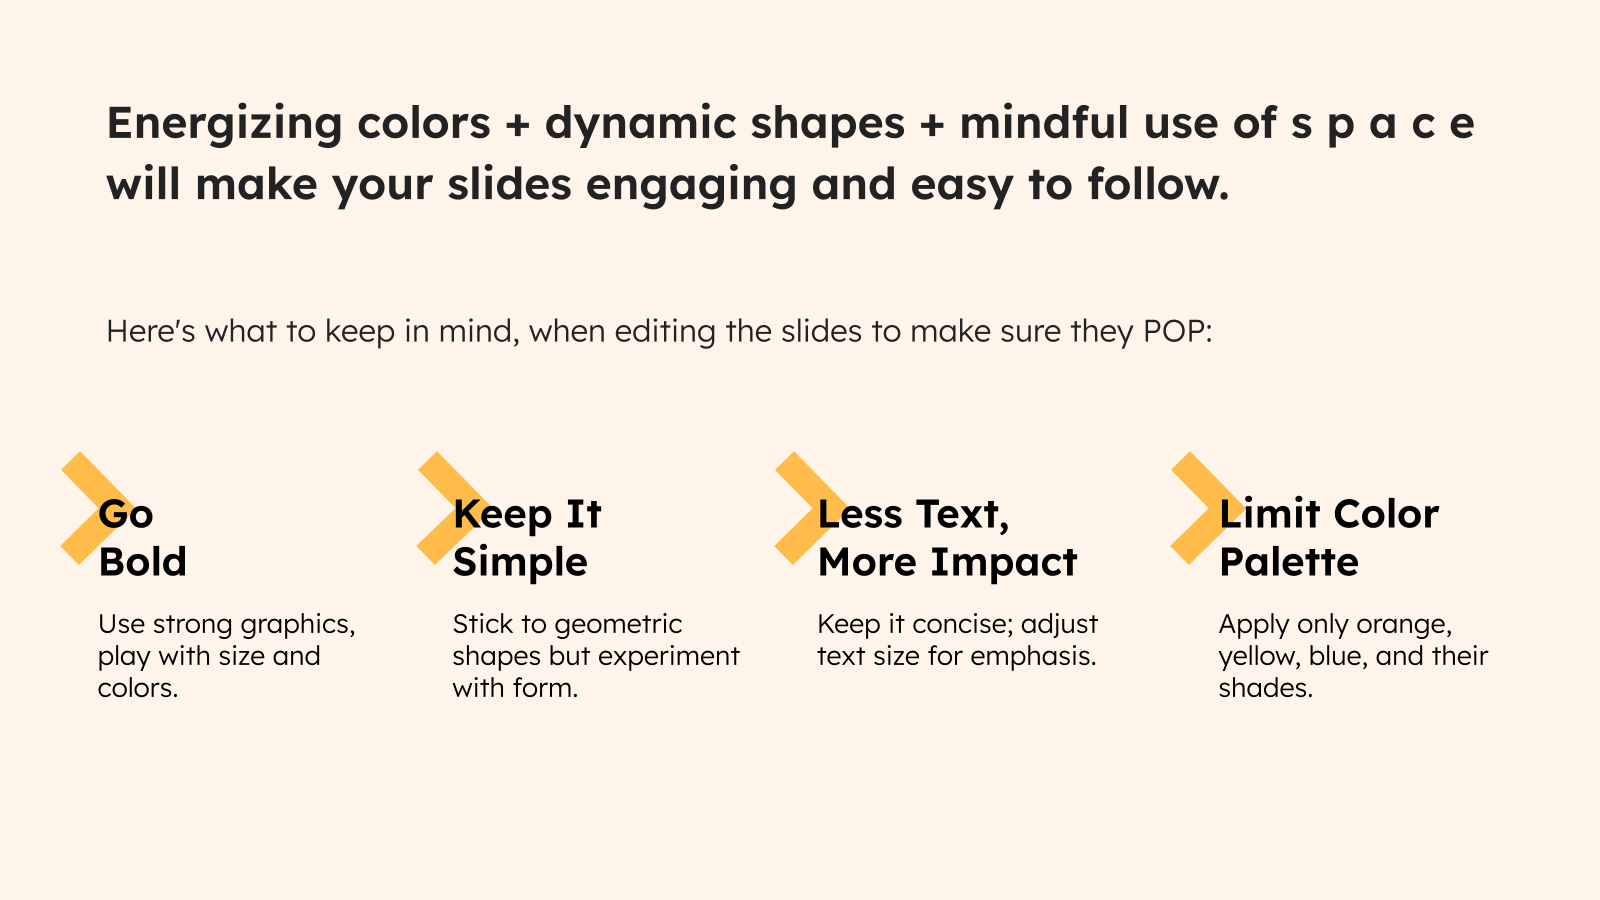 Energizing colors + dynamic shapes + mindful use of s p a c e
will make your slides engaging and easy to follow.
Here's what to keep in mind, when editing the slides to make sure they POP:
Go
Bold
Use strong graphics,
play with size and
colors.
Keep It
Simple
Stick to geometric
shapes but experiment
with form.
Less Text,
More Impact
Keep it concise; adjust
text size for emphasis.
Limit Color
Palette
Apply only orange,
yellow, blue, and their
shades.